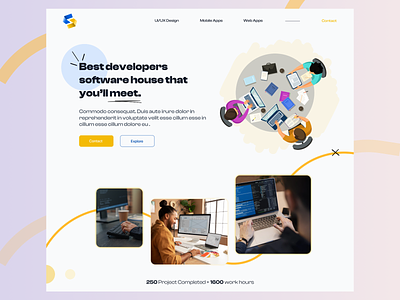 UI/UX Design
Mobile Apps
Web Apps
Contact
Best developers
software house that
you'll meet.
Commodo consequat. Duis aute irure dolor in
reprehenderit in voluptate velit esse cillum esse in
cillum esse cillum dolore eu...
Contact
Explore
250 Project Completed • 1600 work hours